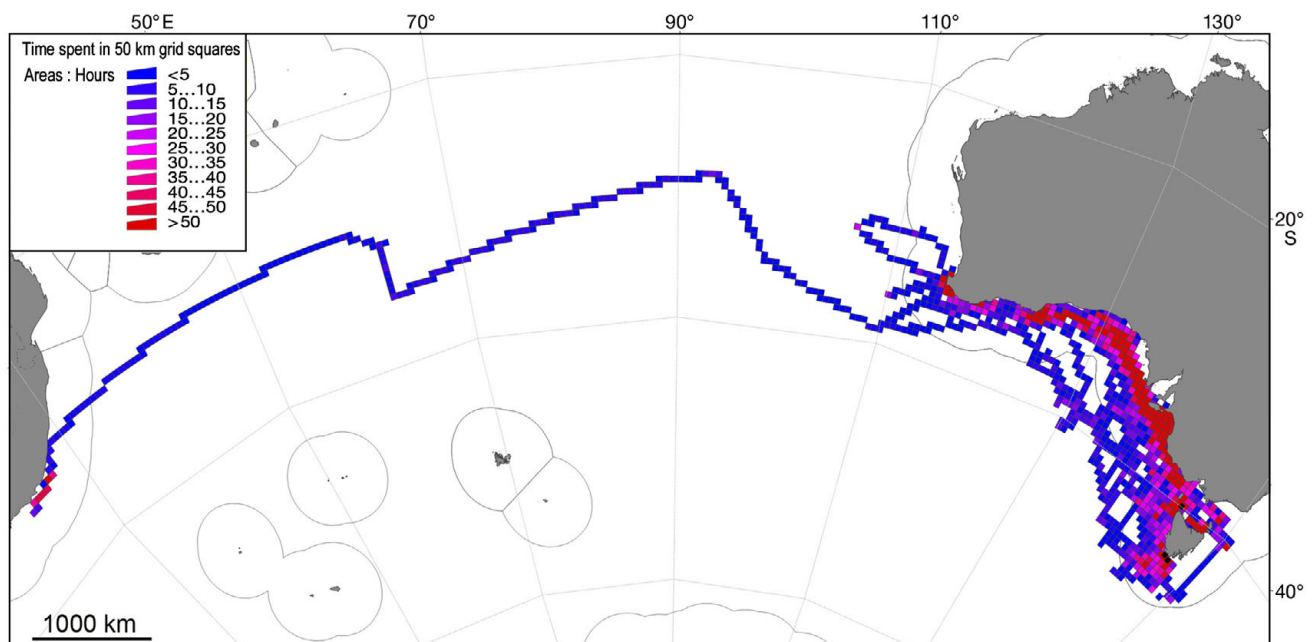 50°E 70° 90° 110° 130°
Time spent in 50 km grid squares
Areas : Hours
<5
5...10
10...15
15...20
20...25
25...30
30...35
35...40
40...45
45...50
>50
20°
S
40°
1000 km